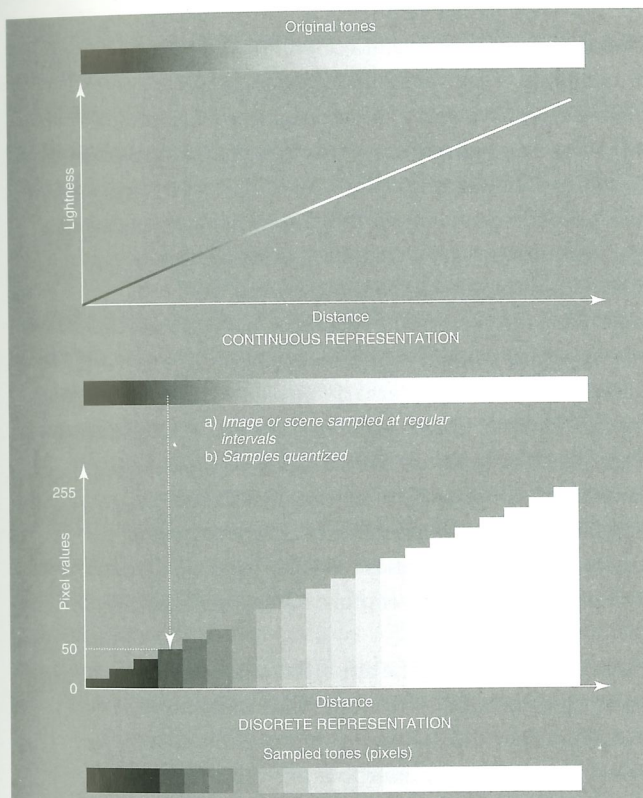 Original tones
Lightness
Distance
CONTINUOUS REPRESENTATION
a) Image or scene sampled at regular
intervals
b) Samples quantized
255
Pixel values
50
0
Distance
DISCRETE REPRESENTATION
Sampled tones (pixels)